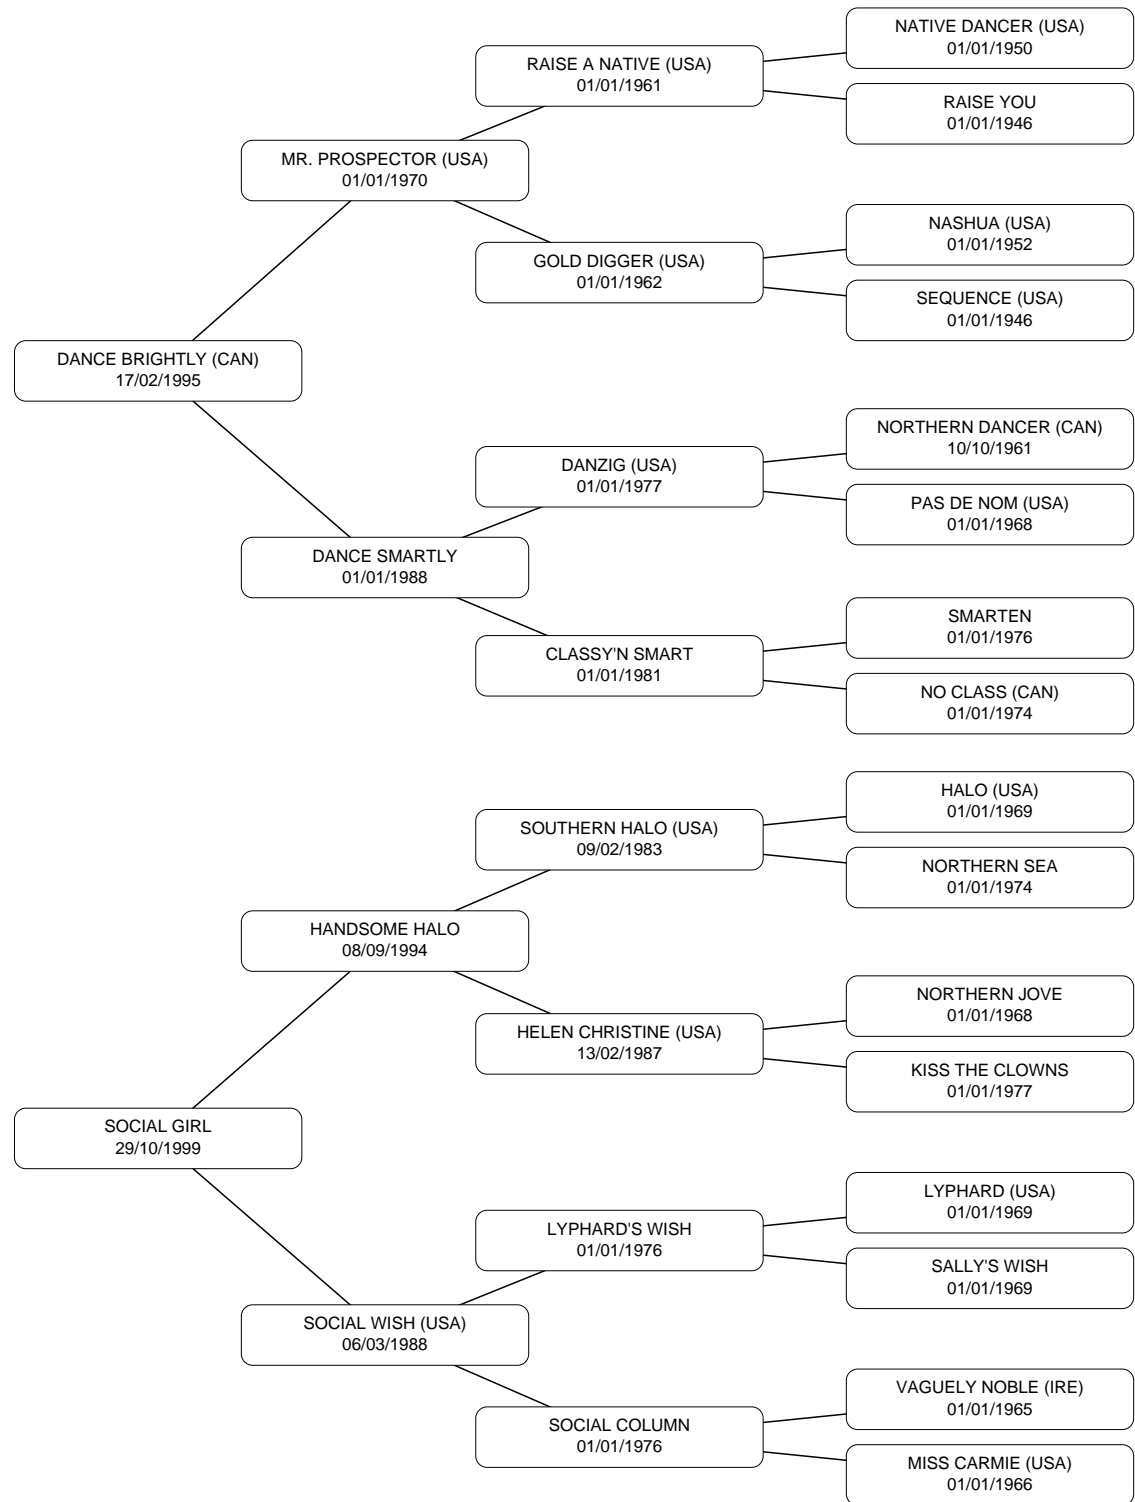 NATIVE DANCER (USA)
01/01/1950
RAISE A NATIVE (USA)
01/01/1961
RAISE YOU
01/01/1946
MR. PROSPECTOR (USA)
01/01/1970
NASHUA (USA)
01/01/1952
GOLD DIGGER (USA)
01/01/1962
SEQUENCE (USA)
01/01/1946
DANCE BRIGHTLY (CAN)
17/02/1995
NORTHERN DANCER (CAN)
10/10/1961
DANZIG (USA)
01/01/1977
PAS DE NOM (USA)
01/01/1968
DANCE SMARTLY
01/01/1988
SMARTEN
01/01/1976
CLASSY'N SMART
01/01/1981
NO CLASS (CAN)
01/01/1974
HALO (USA)
01/01/1969
SOUTHERN HALO (USA)
09/02/1983
NORTHERN SEA
01/01/1974
HANDSOME HALO
08/09/1994
NORTHERN JOVE
01/01/1968
HELEN CHRISTINE (USA)
13/02/1987
KISS THE CLOWNS
01/01/1977
SOCIAL GIRL
29/10/1999
LYPHARD (USA)
01/01/1969
LYPHARD'S WISH
01/01/1976
SALLY'S WISH
01/01/1969
SOCIAL WISH (USA)
06/03/1988
VAGUELY NOBLE (IRE)
01/01/1965
SOCIAL COLUMN
01/01/1976
MISS CARMIE (USA)
01/01/1966